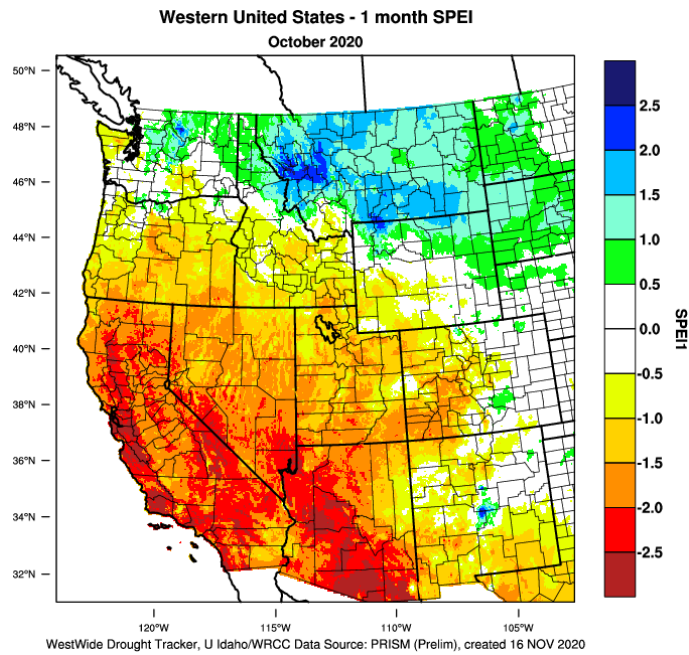 Western United States - 1 month SPEI
October 2020
50°N
48°N
46°N
44°N
42°N
40°N
38°N
36°N
34°N
32°N
120°W
115°W
110°W
105°W
2.5
2.0
1.5
1.0
0.5
0.0
-0.5
-1.0
-1.5
-2.0
-2.5
SPEI1
WestWide Drought Tracker, U Idaho/WRCC Data Source: PRISM (Prelim), created 16 NOV 2020